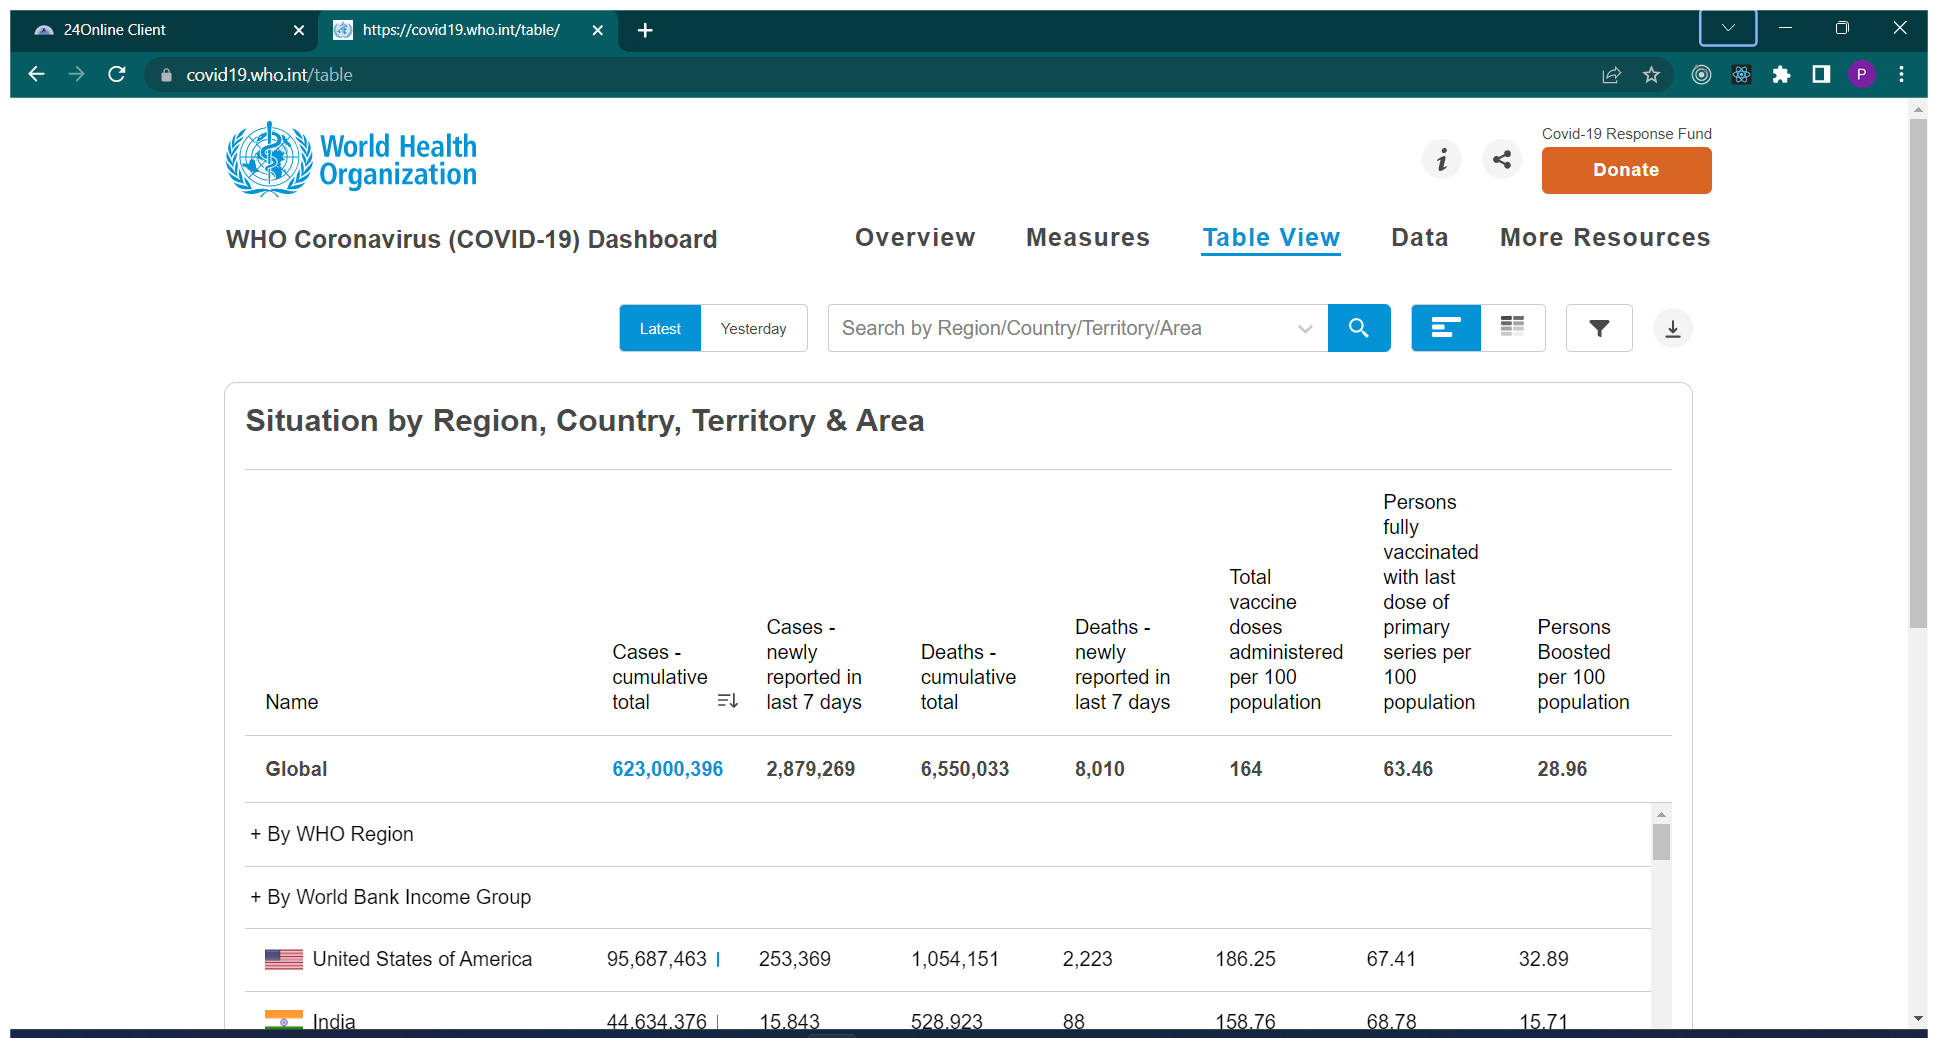 24Online Client
https://covid19.who.int/table/
covid19.who.int/table
P
World Health
Organization
Covid-19 Response Fund
Donate
WHO Coronavirus (COVID-19) Dashboard
Overview
Measures
Table View
Data
More Resources
Latest
Yesterday
Search by Region/Country/Territory/Area
Situation by Region, Country, Territory & Area
Name
Cases -
cumulative
total
Cases -
newly
reported in
last 7 days
Deaths -
cumulative
total
Deaths -
newly
reported in
last 7 days
Total
vaccine
doses
administered
per 100
population
Persons
fully
vaccinated
with last
dose of
primary
series per
100
population
Persons
Boosted
per 100
population
Global 623,000,396 2,879,269 6,550,033 8,010 164 63.46 28.96
+ By WHO Region
+ By World Bank Income Group
United States of America 95,687,463 253,369 1,054,151 2,223 186.25 67.41 32.89
India 44,634,376 15,843 528,923 88 158.76 68.78 15.71